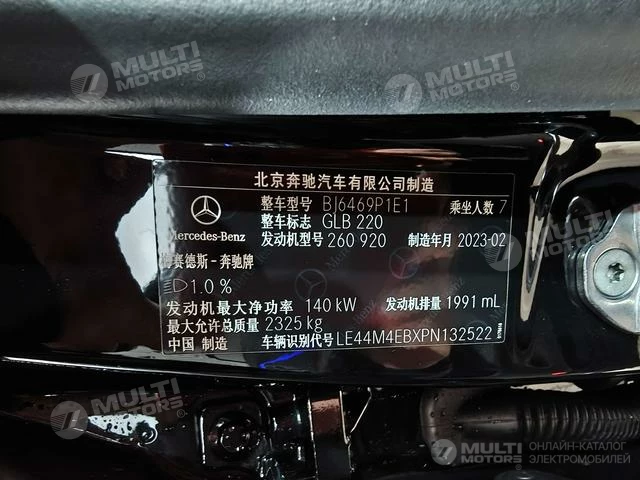 MULTI MOTORS
MULTI MOTORS
北京奔驰汽车有限公司制造
整车型号 BJ6469P1E1 乘坐人数 7
整车标志 GLB 220
Mercedes-Benz
发动机型号 260 920 制造年月 2023-02
梅赛德斯-奔驰牌
1.0 %
发动机最大净功率 140 kW 发动机排量 1991 mL
最大允许总质量 2325 kg
中国 制造 车辆识别代号 LE44M4EBXPN132522
MULTI MOTORS
MULTI MOTORS
MULTI MOTORS
ОНЛАЙН-КАТАЛОГ
ЭЛЕКТРОМОБИЛЕЙ